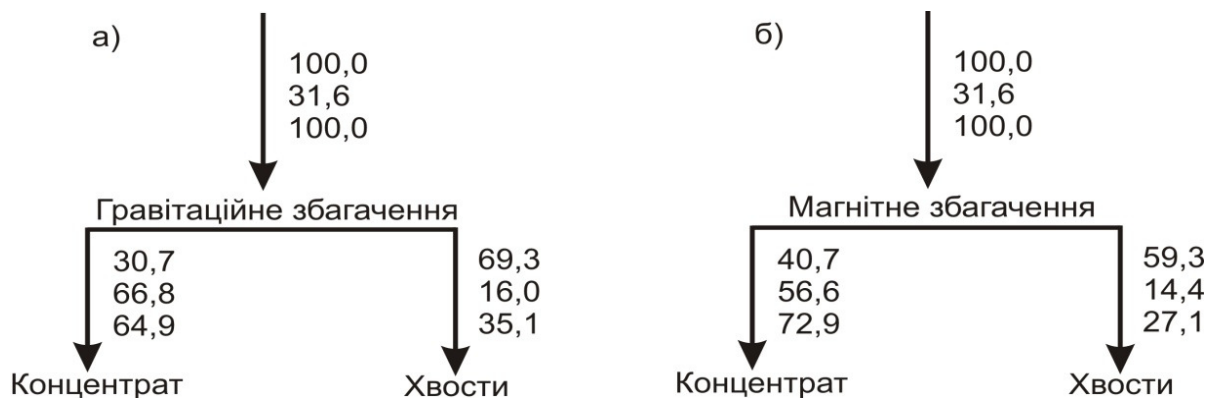 а)
100,0
31,6
100,0
Гравітаційне збагачення
30,7
66,8
64,9
69,3
16,0
35,1
Концентрат
Хвости
б)
100,0
31,6
100,0
Магнітне збагачення
40,7
56,6
72,9
59,3
14,4
27,1
Концентрат
Хвости